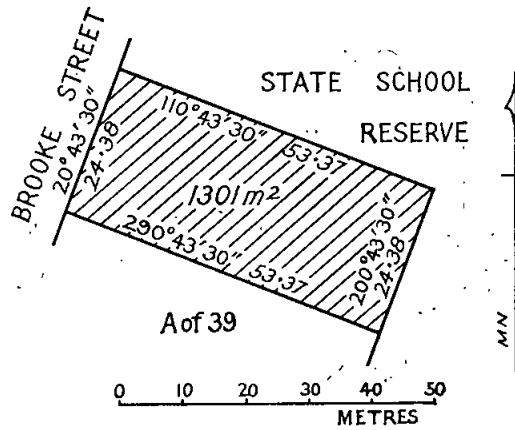 STATE SCHOOL
RESERVE
BROOKE STREET
20°43'30"
24·38
110°43'30"
53·37
1301m²
200°43'30"
24·38
290°43'30"
53·37
A of 39
MN
0 10 20 30 40 50
METRES